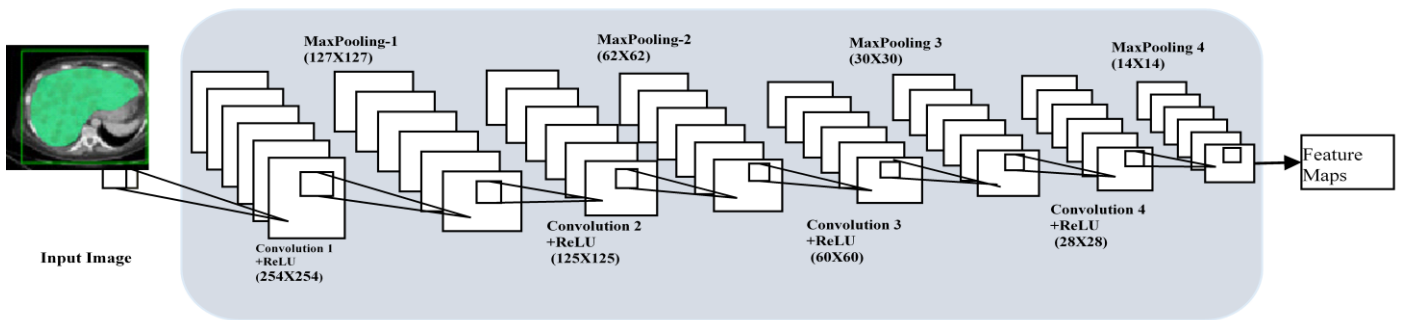 MaxPooling-1
(127X127)
MaxPooling-2
(62X62)
MaxPooling 3
(30X30)
MaxPooling 4
(14X14)
Input Image
Convolution 1
+ReLU
(254X254)
Convolution 2
+ReLU
(125X125)
Convolution 3
+ReLU
(60X60)
Convolution 4
+ReLU
(28X28)
Feature
Maps